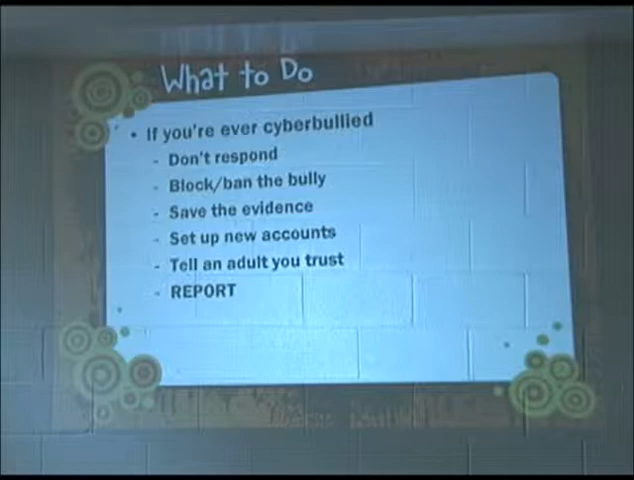 What to Do
• If you're ever cyberbullied
- Don't respond
- Block/ban the bully
- Save the evidence
- Set up new accounts
- Tell an adult you trust
- REPORT